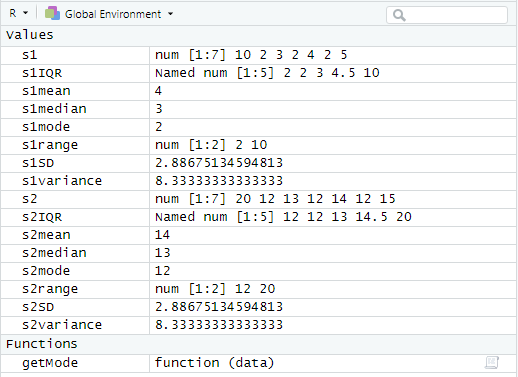 R Global Environment
Values
s1 num [1:7] 10 2 3 2 4 2 5
s1IQR Named num [1:5] 2 2 3 4.5 10
s1mean 4
s1median 3
s1mode 2
s1range num [1:2] 2 10
s1SD 2.88675134594813
s1variance 8.33333333333333
s2 num [1:7] 20 12 13 12 14 12 15
s2IQR Named num [1:5] 12 12 13 14.5 20
s2mean 14
s2median 13
s2mode 12
s2range num [1:2] 12 20
s2SD 2.88675134594813
s2variance 8.33333333333333
Functions
getMode function (data)